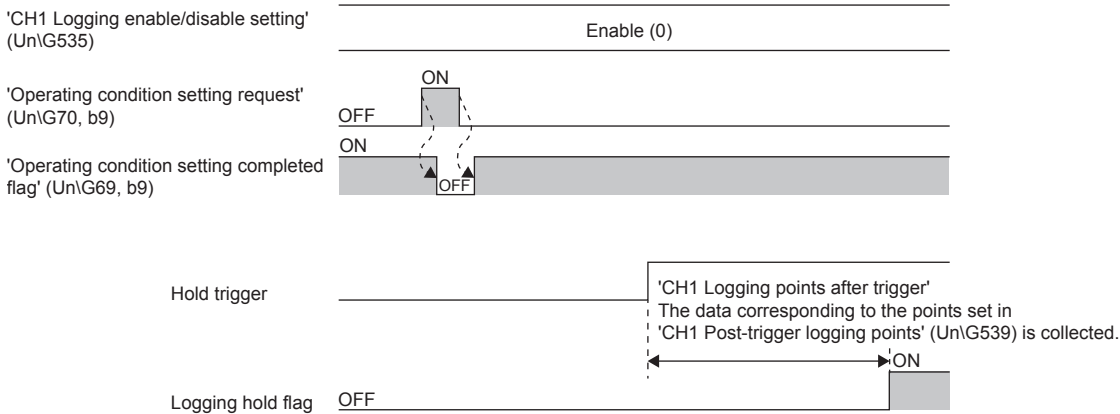 'CH1 Logging enable/disable setting'
(Un\G535)
Enable (0)
ON
'Operating condition setting request'
(Un\G70, b9)
OFF
ON
'Operating condition setting completed
flag' (Un\G69, b9)
OFF
Hold trigger
'CH1 Logging points after trigger'
The data corresponding to the points set in
'CH1 Post-trigger logging points' (Un\G539) is collected.
ON
Logging hold flag
OFF